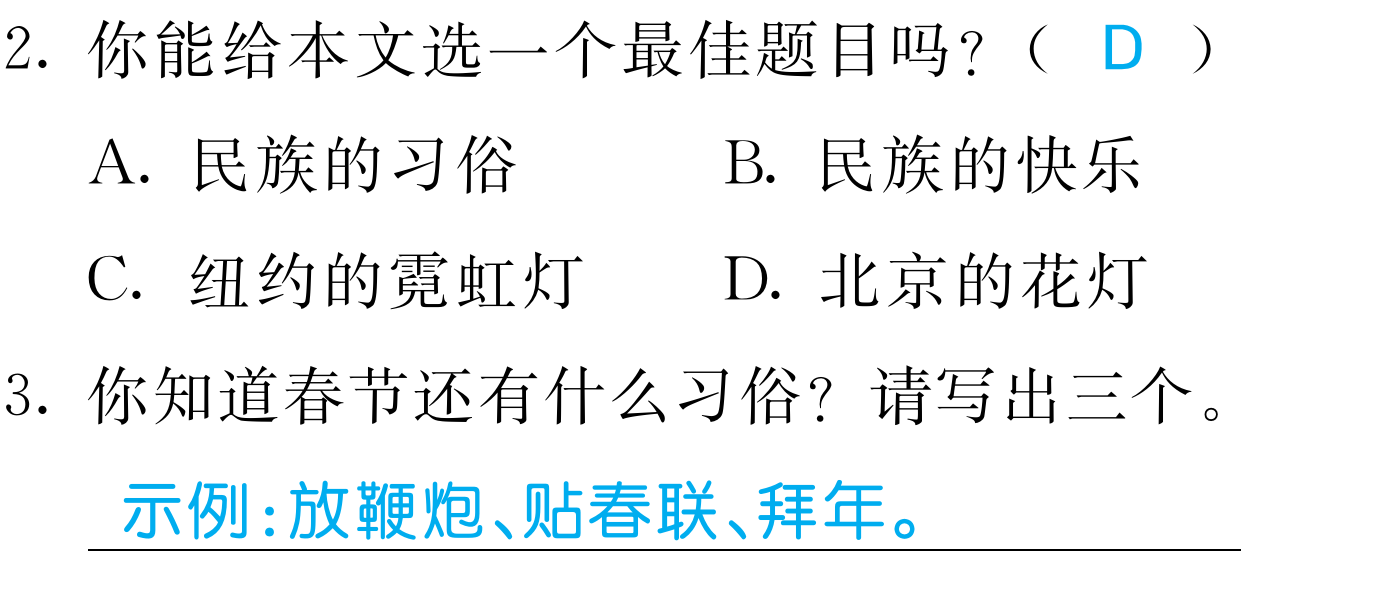 2. 你能给本文选一个最佳题目吗?( D )
A. 民族的习俗 B. 民族的快乐
C. 纽约的霓虹灯 D. 北京的花灯
3. 你知道春节还有什么习俗? 请写出三个。
示例:放鞭炮、贴春联、拜年。